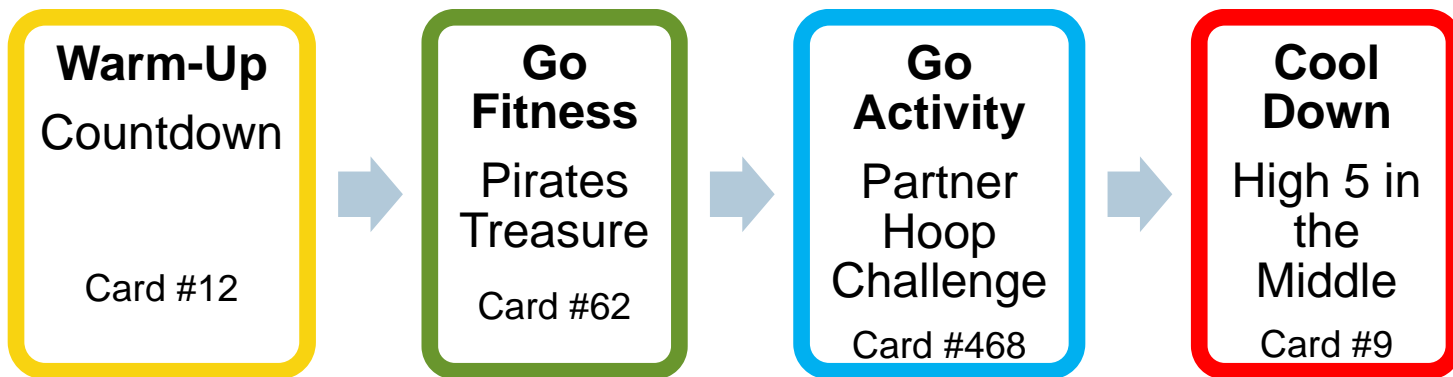 Warm-Up
Countdown
Card #12
Go
Fitness
Pirates
Treasure
Card #62
Go
Activity
Partner
Hoop
Challenge
Card #468
Cool
Down
High 5 in
the
Middle
Card #9